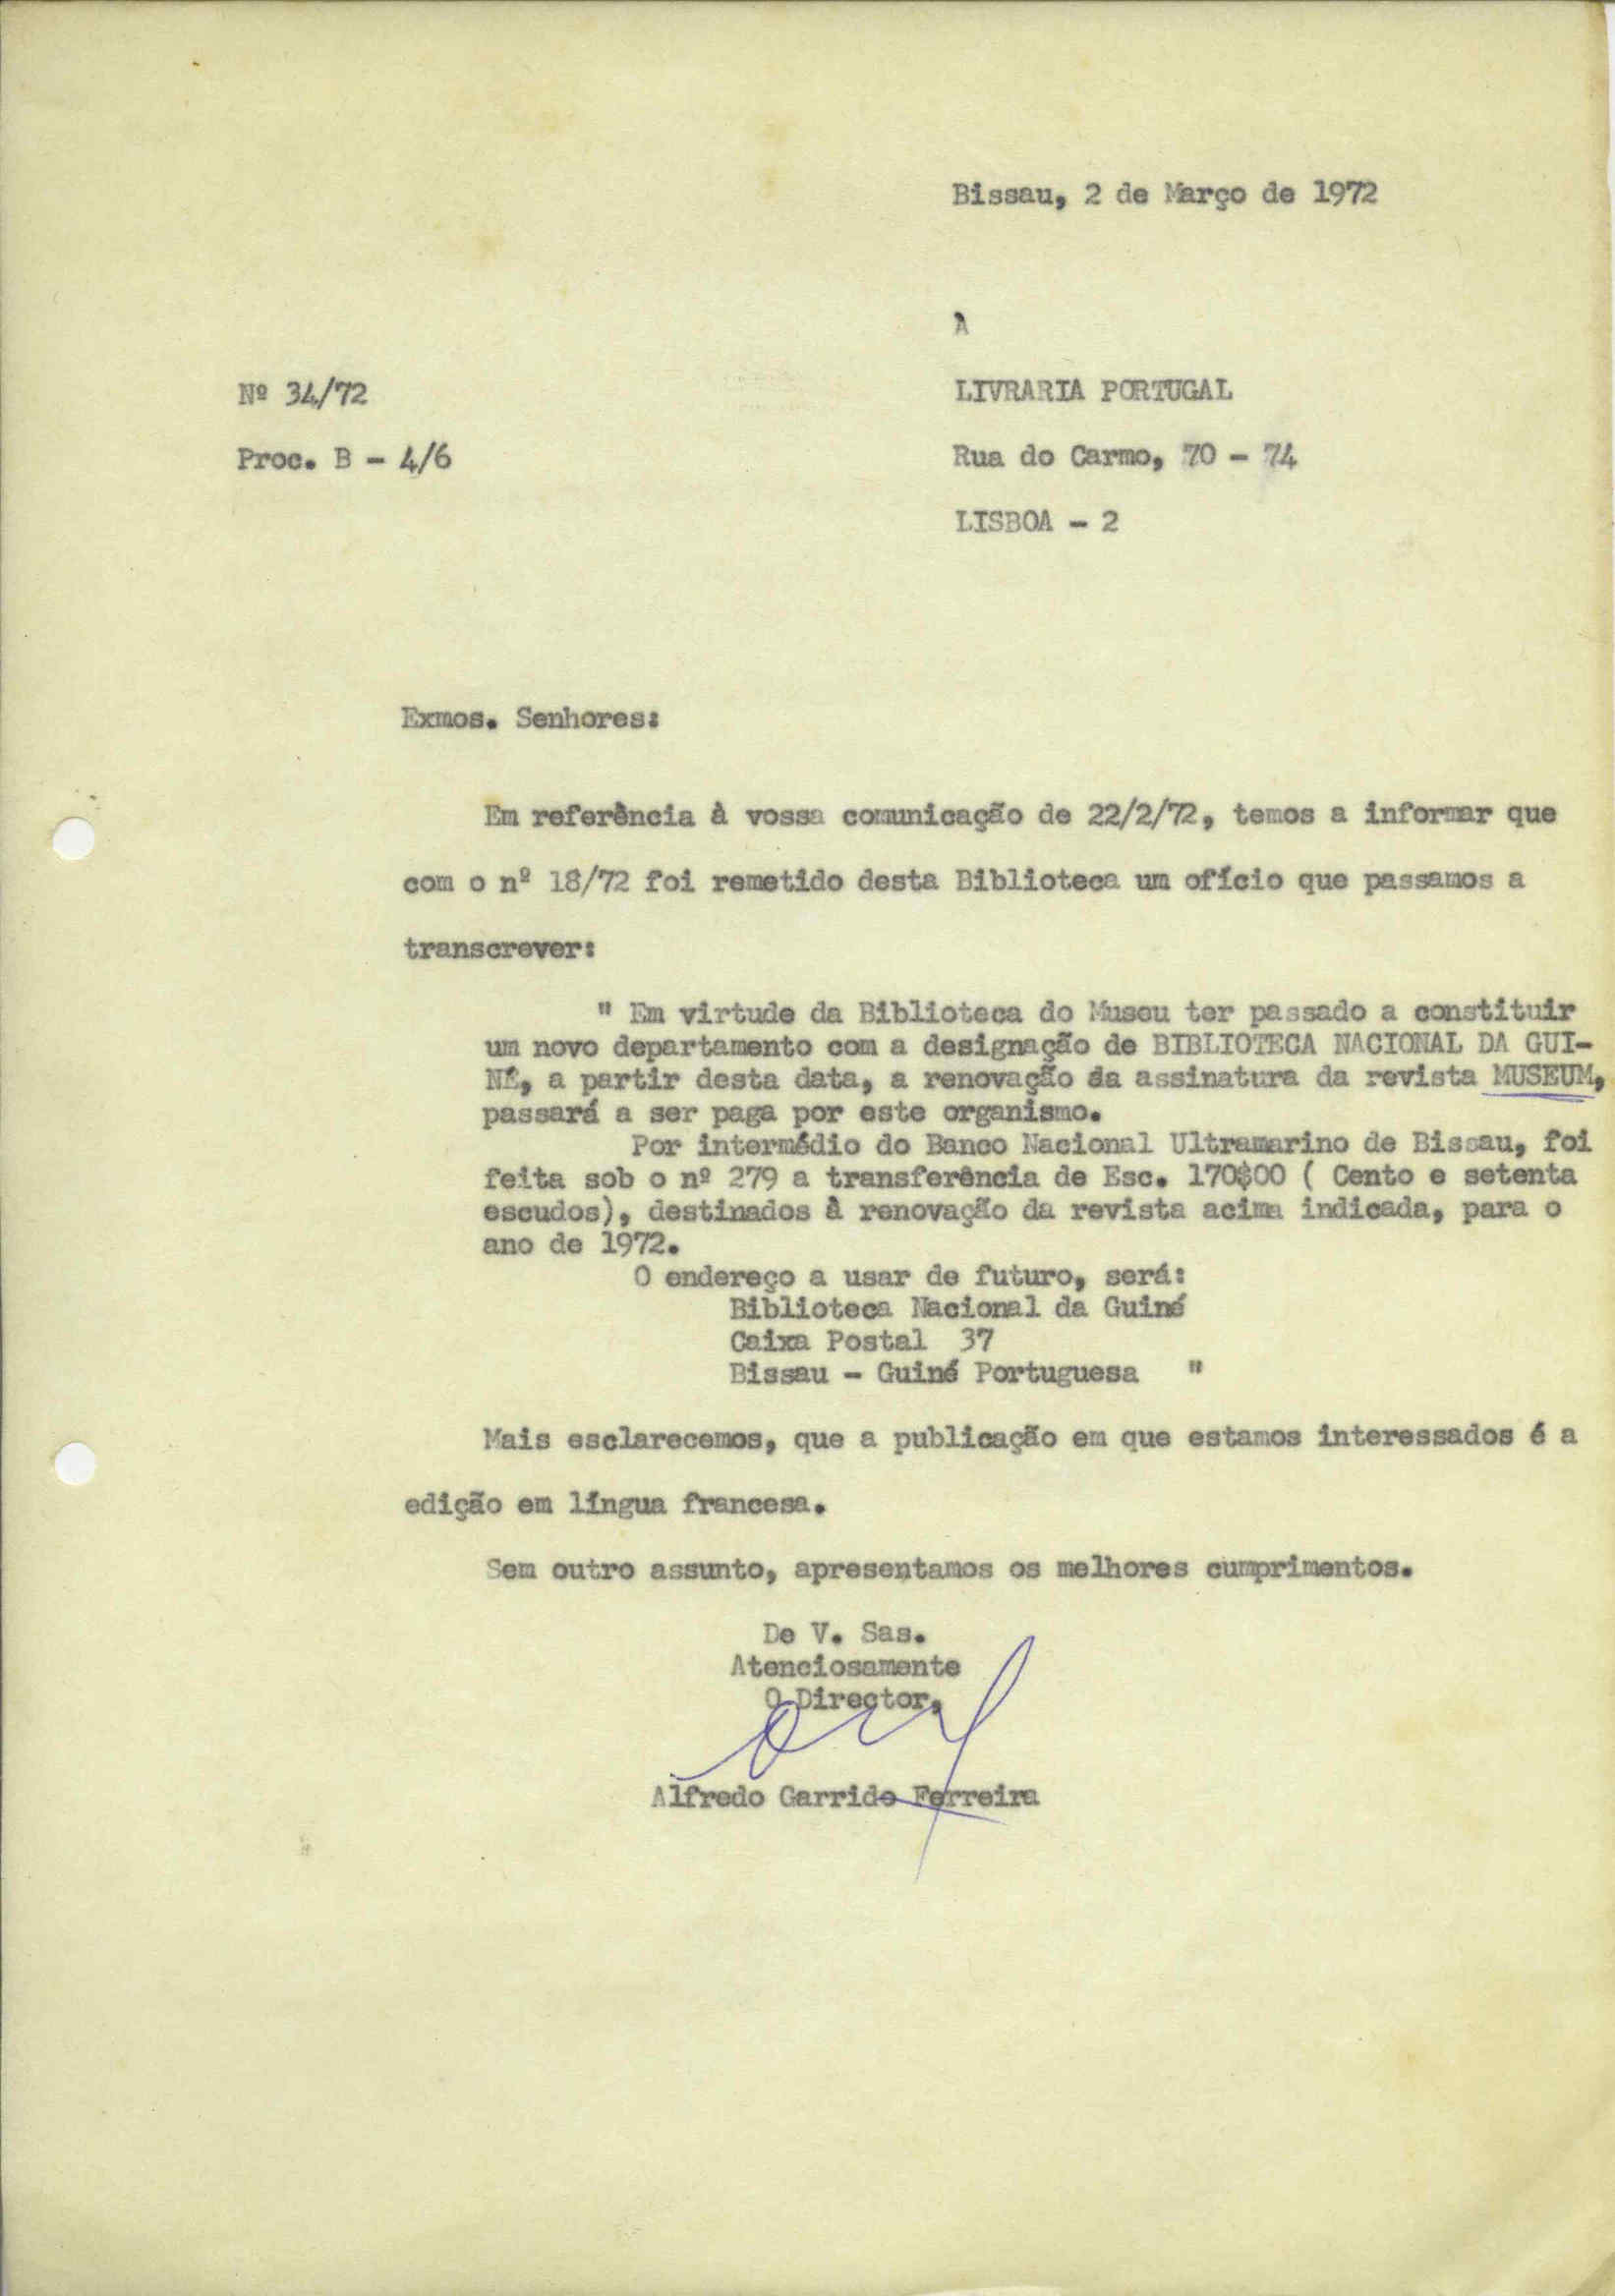 Bissau, 2 de Março de 1972
À
Nº 34/72
LIVRARIA PORTUGAL
Proc. B - 4/6
Rua do Carmo, 70 - 74
LISBOA - 2
Exmos. Senhores:
Em referência à vossa comunicação de 22/2/72, temos a informar que
com o nº 18/72 foi remetido desta Biblioteca um ofício que passamos a
transcrever:
" Em virtude da Biblioteca do Museu ter passado a constituir
um novo departamento com a designação de BIBLIOTECA NACIONAL DA GUI-
NÉ, a partir desta data, a renovação da assinatura da revista MUSEUM,
passará a ser paga por este organismo.
Por intermédio do Banco Nacional Ultramarino de Bissau, foi
feita sob o nº 279 a transferência de Esc. 170$00 ( Cento e setenta
escudos), destinados à renovação da revista acima indicada, para o
ano de 1972.
O endereço a usar de futuro, será:
Biblioteca Nacional da Guiné
Caixa Postal 37
Bissau - Guiné Portuguesa "
Mais esclarecemos, que a publicação em que estamos interessados é a
edição em língua francesa.
Sem outro assunto, apresentamos os melhores cumprimentos.
De V. Sas.
Atenciosamente
O Director,
Alfredo Garrido Ferreira